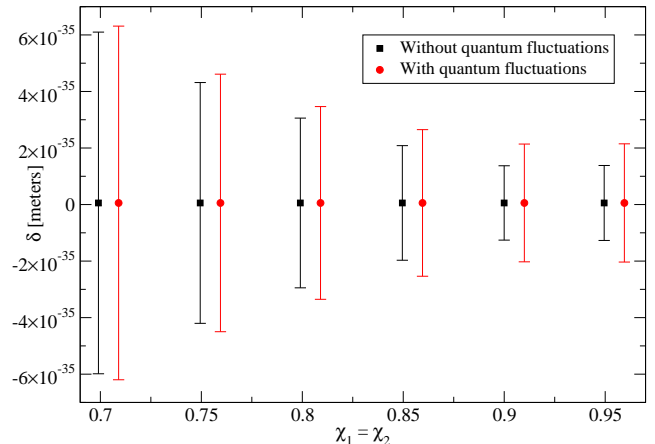 6×10⁻³⁵
4×10⁻³⁵
2×10⁻³⁵
0
-2×10⁻³⁵
-4×10⁻³⁵
-6×10⁻³⁵
δ [meters]
Without quantum fluctuations
With quantum fluctuations
0.7 0.75 0.8 0.85 0.9 0.95
χ₁ = χ₂